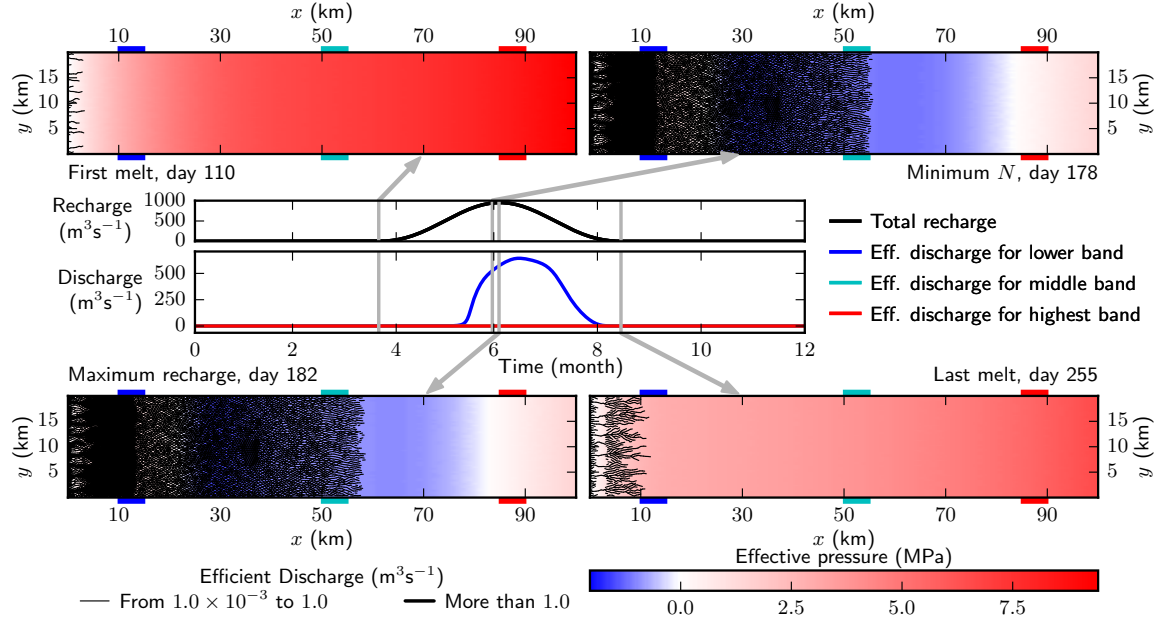 x (km)
x (km)
10 30 50 70 90
10 30 50 70 90
y (km)
15
10
5
15
10
5
y (km)
First melt, day 110
Minimum N, day 178
Recharge
(m³s⁻¹)
1000
500
0
Discharge
(m³s⁻¹)
500
250
0
0 2 4 6 8 10 12
Time (month)
Total recharge
Eff. discharge for lower band
Eff. discharge for middle band
Eff. discharge for highest band
Maximum recharge, day 182
Last melt, day 255
y (km)
15
10
5
15
10
5
y (km)
10 30 50 70 90
10 30 50 70 90
x (km)
x (km)
Efficient Discharge (m³s⁻¹)
From 1.0 × 10⁻³ to 1.0
More than 1.0
Effective pressure (MPa)
0.0 2.5 5.0 7.5